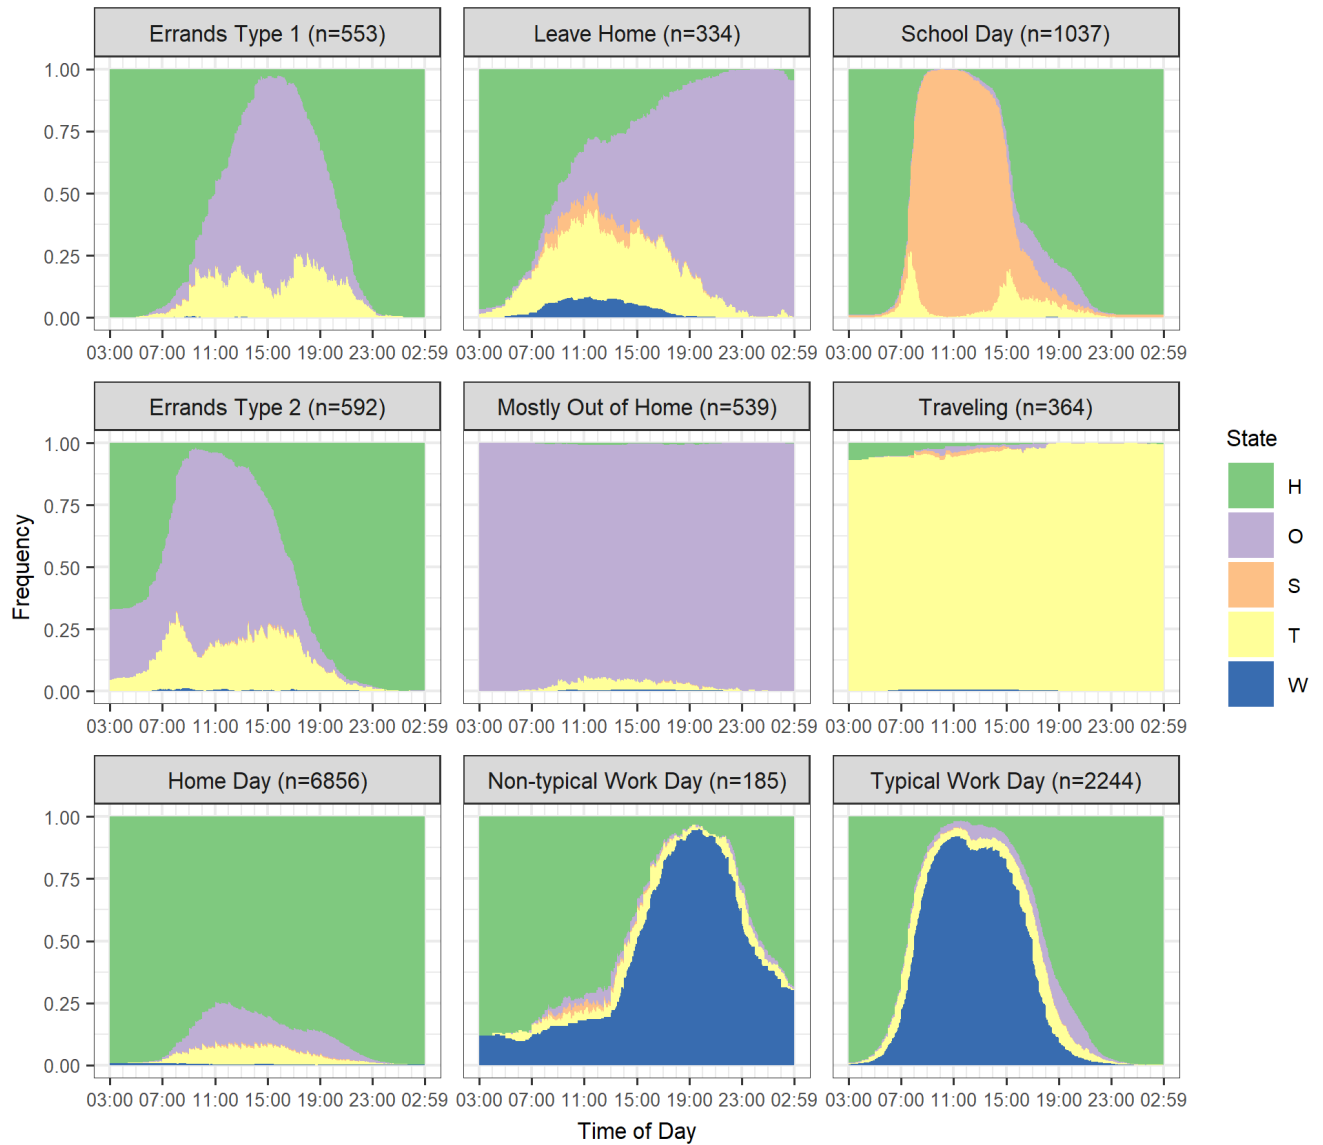 Errands Type 1 (n=553)
Leave Home (n=334)
School Day (n=1037)
1.00
0.75
0.50
0.25
0.00
03:00 07:00 11:00 15:00 19:00 23:00 02:59
03:00 07:00 11:00 15:00 19:00 23:00 02:59
03:00 07:00 11:00 15:00 19:00 23:00 02:59
Errands Type 2 (n=592)
Mostly Out of Home (n=539)
Traveling (n=364)
1.00
0.75
0.50
0.25
0.00
03:00 07:00 11:00 15:00 19:00 23:00 02:59
03:00 07:00 11:00 15:00 19:00 23:00 02:59
03:00 07:00 11:00 15:00 19:00 23:00 02:59
Home Day (n=6856)
Non-typical Work Day (n=185)
Typical Work Day (n=2244)
1.00
0.75
0.50
0.25
0.00
03:00 07:00 11:00 15:00 19:00 23:00 02:59
03:00 07:00 11:00 15:00 19:00 23:00 02:59
03:00 07:00 11:00 15:00 19:00 23:00 02:59
Frequency
Time of Day
State
H
O
S
T
W